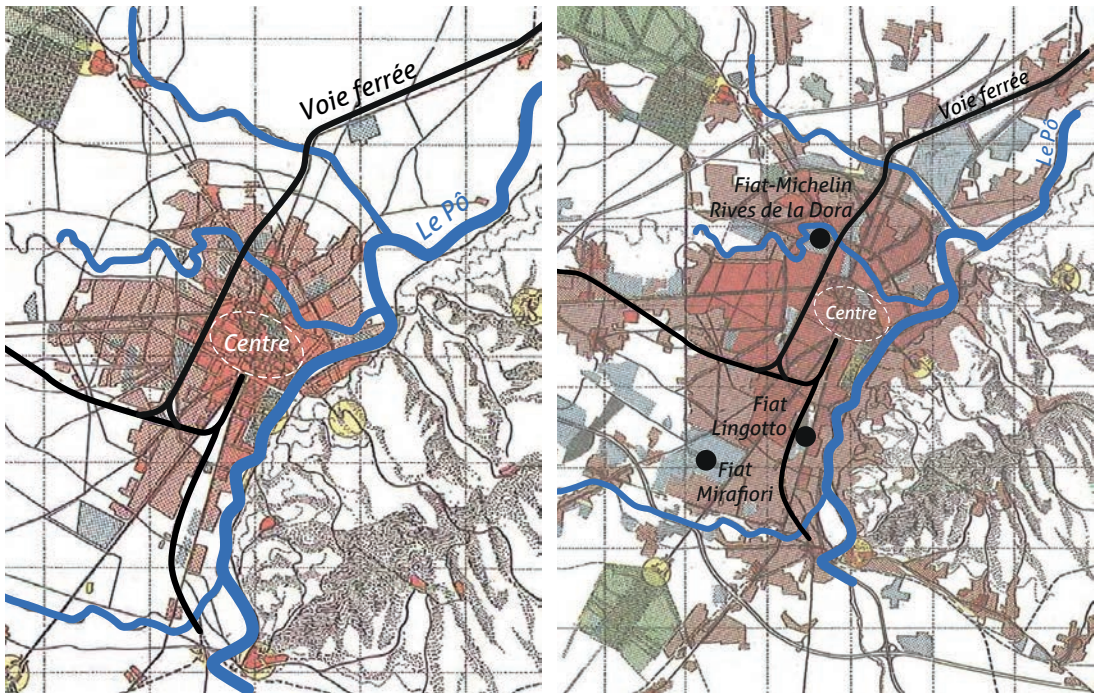 Voie ferrée
Le Pô
Centre
Voie ferrée
Le Pô
Fiat-Michelin
Rives de la Dora
Centre
Fiat
Lingotto
Fiat
Mirafiori